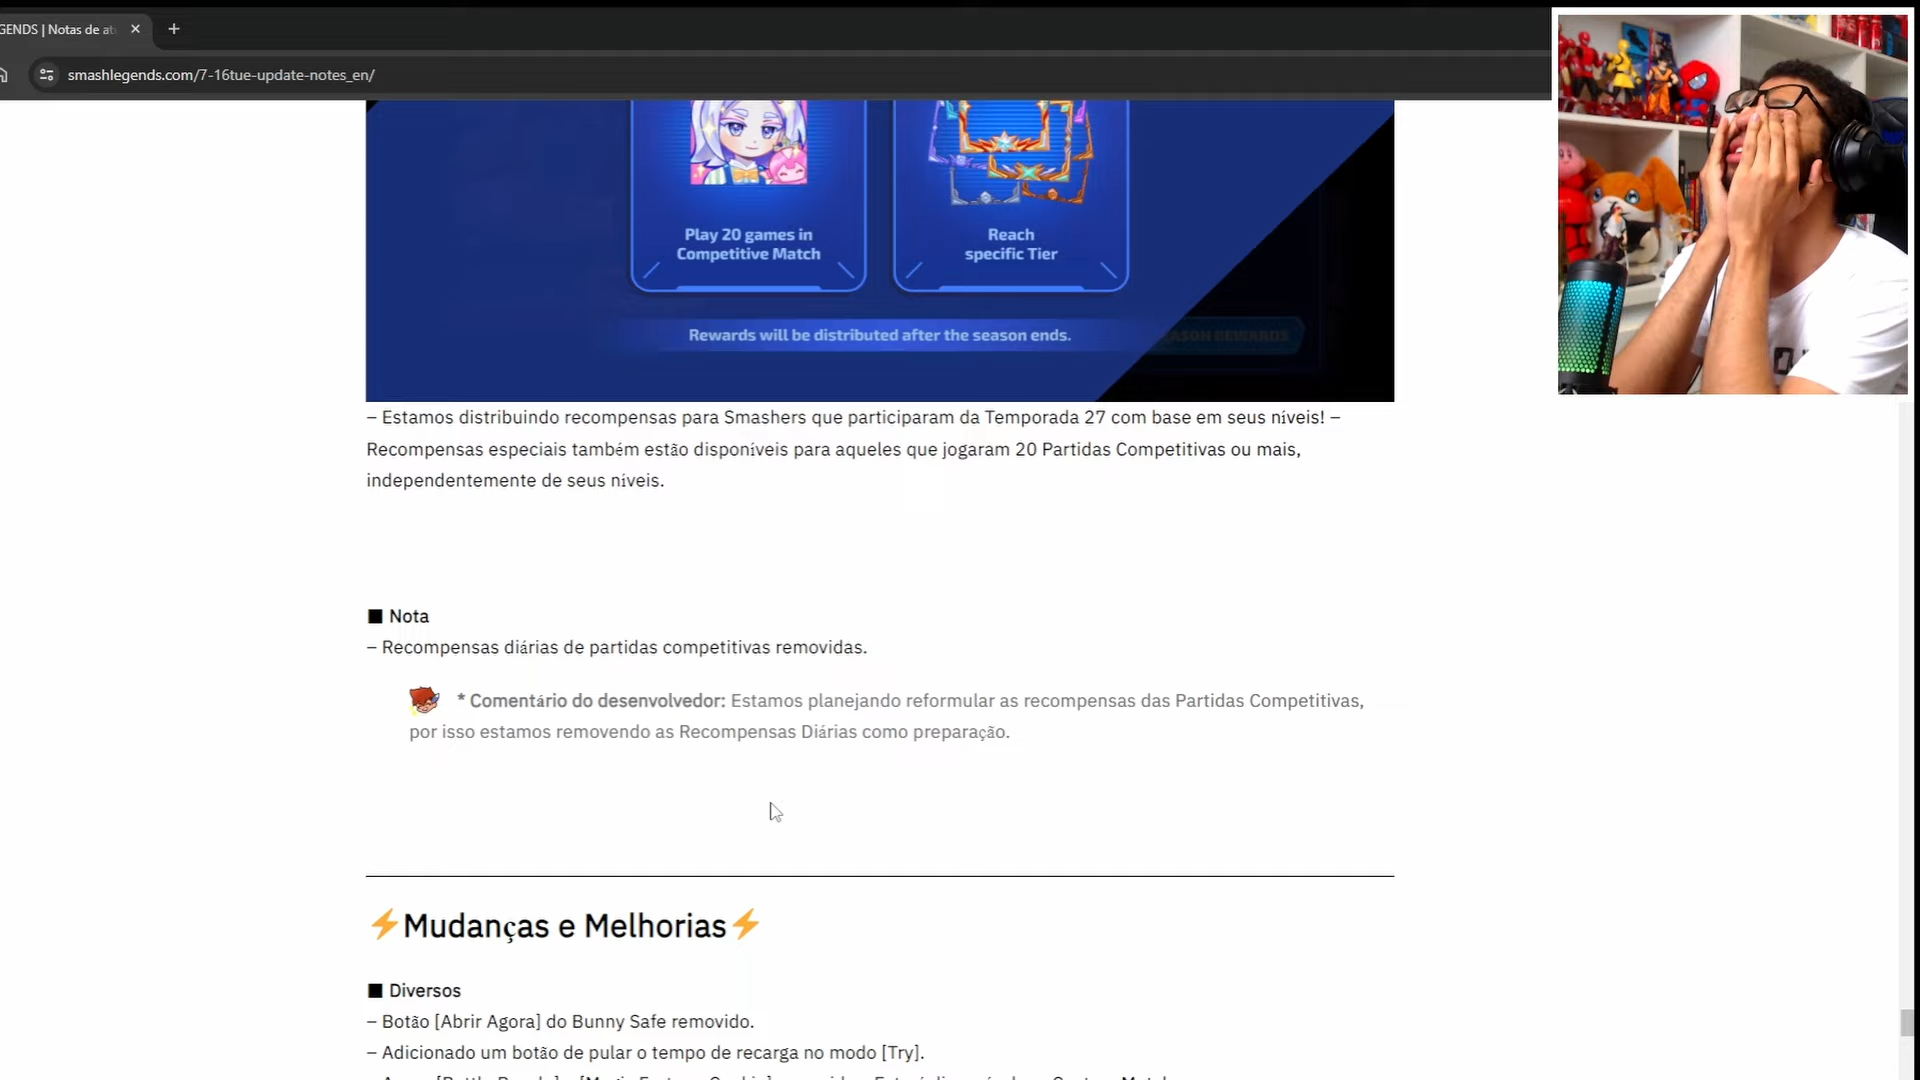 GENDS | Notas de at
smashlegends.com/7-16tue-update-notes_en/
Play 20 games in
Competitive Match
Reach
specific Tier
Rewards will be distributed after the season ends.
– Estamos distribuindo recompensas para Smashers que participaram da Temporada 27 com base em seus níveis! –
Recompensas especiais também estão disponíveis para aqueles que jogaram 20 Partidas Competitivas ou mais,
independentemente de seus níveis.
■ Nota
– Recompensas diárias de partidas competitivas removidas.
* Comentário do desenvolvedor: Estamos planejando reformular as recompensas das Partidas Competitivas,
por isso estamos removendo as Recompensas Diárias como preparação.
⚡Mudanças e Melhorias⚡
■ Diversos
– Botão [Abrir Agora] do Bunny Safe removido.
– Adicionado um botão de pular o tempo de recarga no modo [Try].